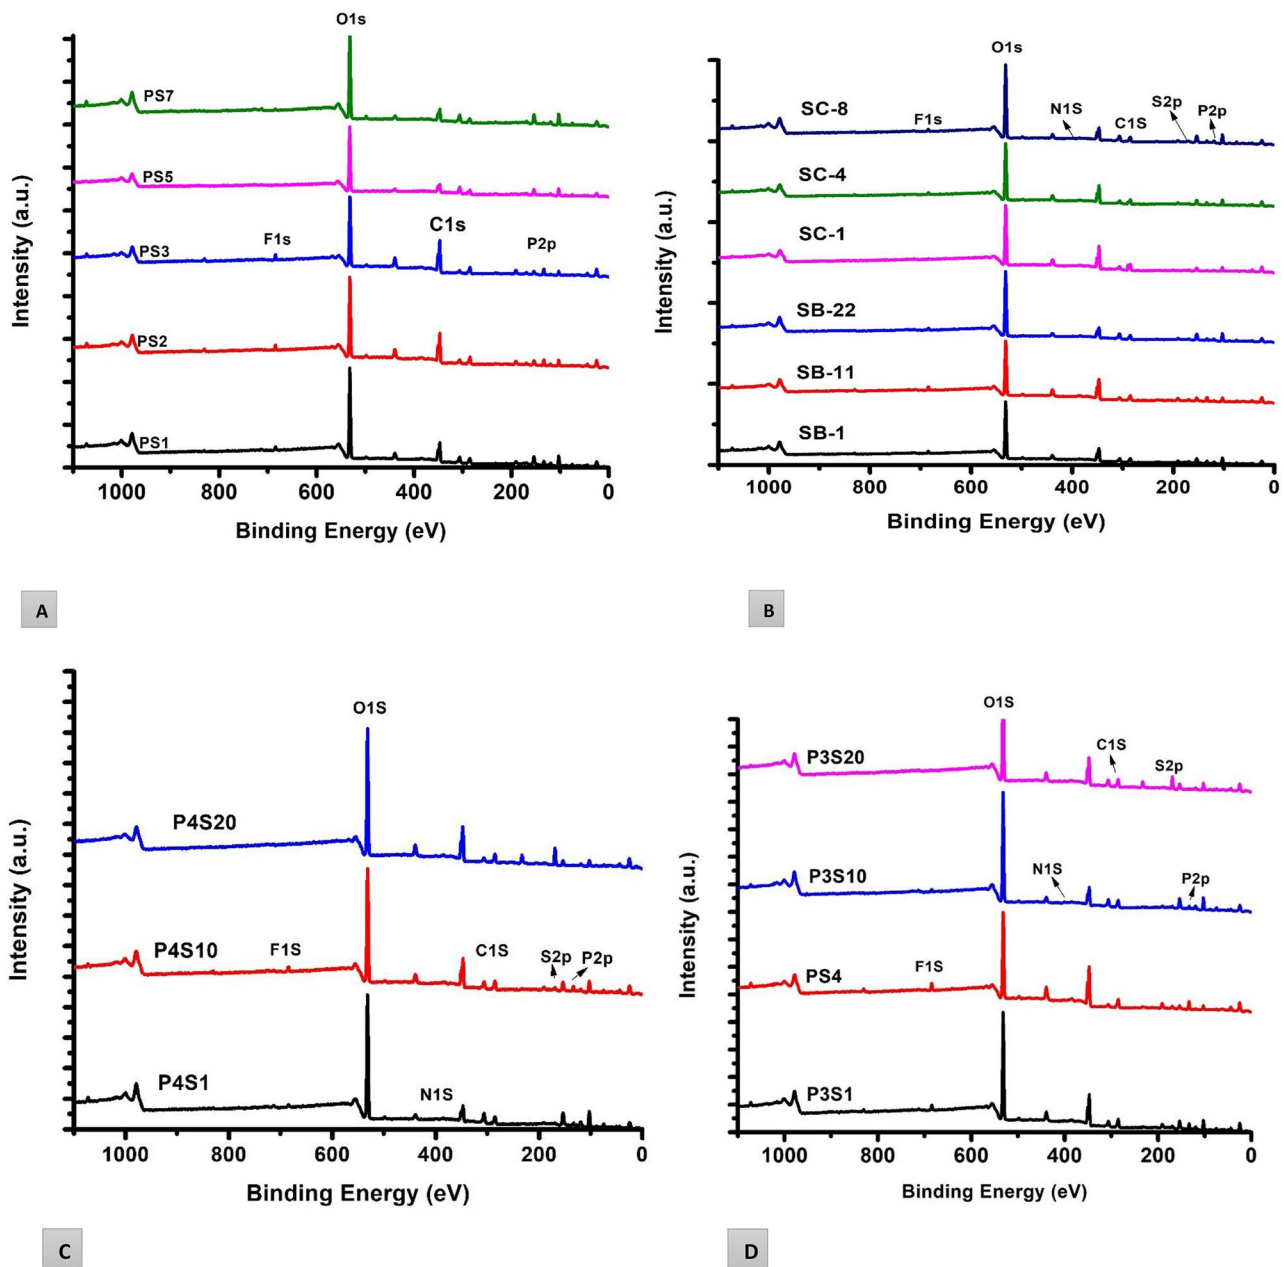 O1s
PS7
PS5
PS3
F1s
C1s
P2p
PS2
PS1
Intensity (a.u.)
1000 800 600 400 200 0
Binding Energy (eV)
A
O1s
SC-8
F1s
N1S
C1S
S2p
P2p
SC-4
SC-1
SB-22
SB-11
SB-1
Intensity (a.u.)
1000 800 600 400 200 0
Binding Energy (eV)
B
O1S
P4S20
P4S10
F1S
C1S
S2p
P2p
P4S1
N1S
Intensity (a.u.)
1000 800 600 400 200 0
Binding Energy (eV)
C
O1S
P3S20
C1S
S2p
P3S10
N1S
P2p
PS4
F1S
P3S1
Intensity (a.u.)
1000 800 600 400 200 0
Binding Energy (eV)
D